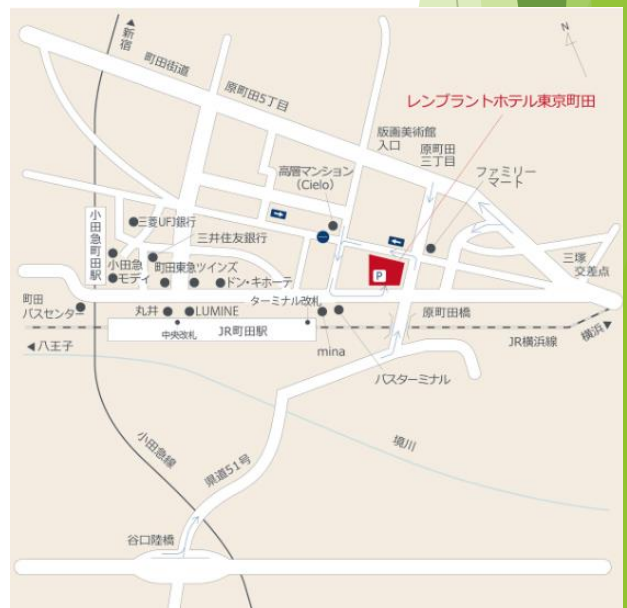 ▲新宿
町田街道
原町田5丁目
N
レンブラントホテル東京町田
版画美術館
入口
原町田
三丁目
ファミリー
マート
高層マンション
(Cielo)
三菱UFJ銀行
三井住友銀行
小田急町田駅
小田急
モディ
町田東急ツインズ
ドン・キホーテ
P
三塚
交差点
町田
バスセンター
丸井
LUMINE
ターミナル改札
中央改札
JR町田駅
mina
原町田橋
バスターミナル
JR横浜線
横浜▶
◀八王子
小田急線
県道51号
境川
谷口陸橋